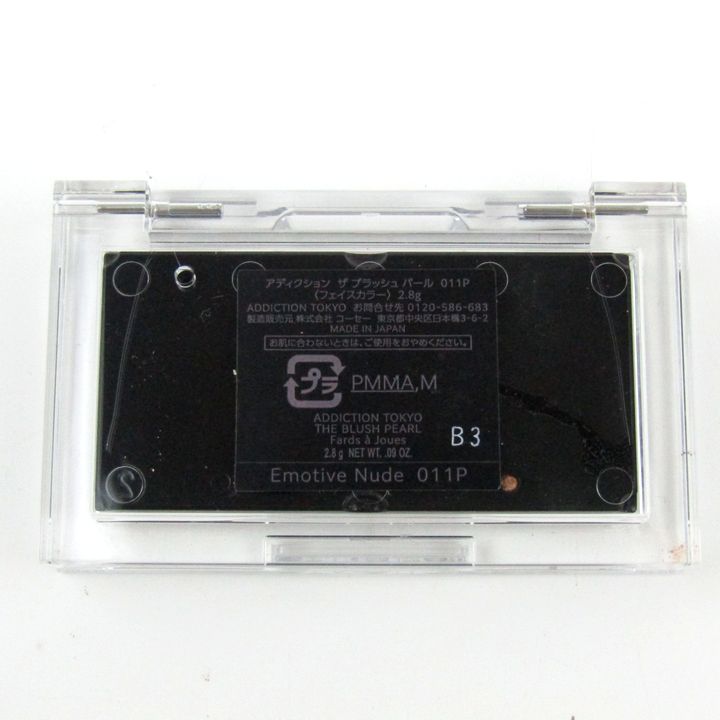 アディクション ザ ブラッシュ パール 011P
〈フェイスカラー〉 2.8g
ADDICTION TOKYO お問合せ先 0120-586-683
製造販売元 株式会社 コーセー 東京都中央区日本橋3-6-2
MADE IN JAPAN
お肌に合わないときは、ご使用をおやめください。
プラ PMMA,M
ADDICTION TOKYO
THE BLUSH PEARL
Fards à Joues
2.8 g NET WT. .09 OZ.
B3
Emotive Nude 011P